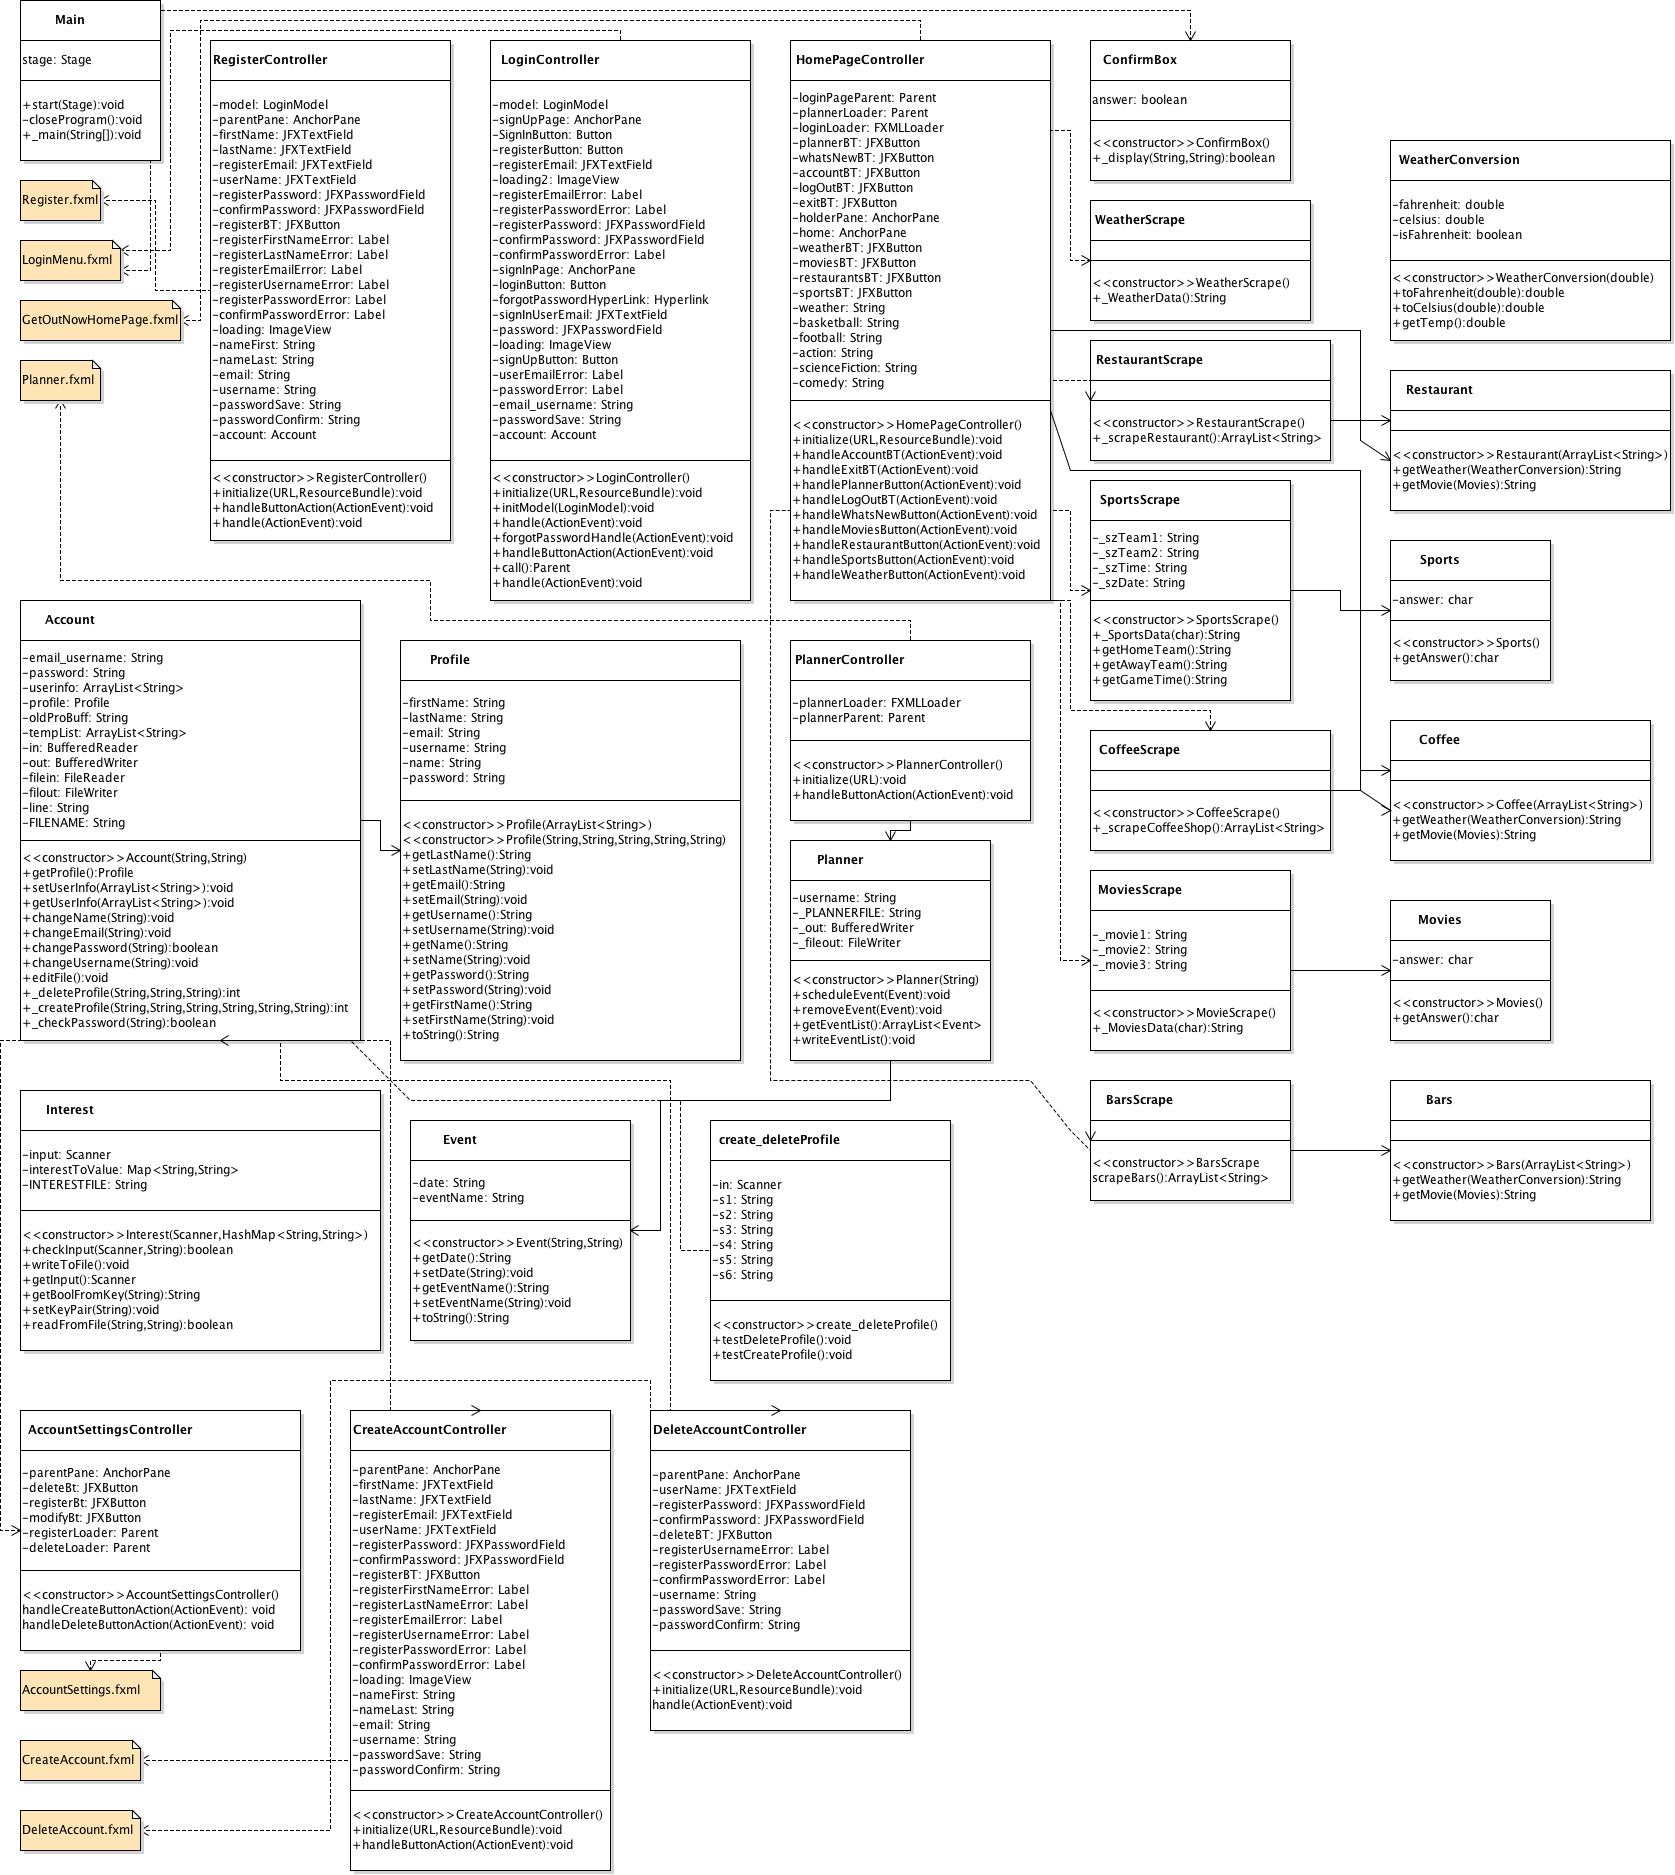 Main
stage: Stage
+start(Stage):void
-closeProgram():void
+_main(String[]):void
Register.fxml
LoginMenu.fxml
GetOutNowHomePage.fxml
Planner.fxml
RegisterController
-model: LoginModel
-parentPane: AnchorPane
-firstName: JFXTextField
-lastName: JFXTextField
-registerEmail: JFXTextField
-userName: JFXTextField
-registerPassword: JFXPasswordField
-confirmPassword: JFXPasswordField
-registerBT: JFXButton
-registerFirstNameError: Label
-registerLastNameError: Label
-registerEmailError: Label
-registerUsernameError: Label
-registerPasswordError: Label
-confirmPasswordError: Label
-loading: ImageView
-nameFirst: String
-nameLast: String
-email: String
-username: String
-passwordSave: String
-passwordConfirm: String
-account: Account
<<constructor>>RegisterController()
+initialize(URL,ResourceBundle):void
+handleButtonAction(ActionEvent):void
+handle(ActionEvent):void
LoginController
-model: LoginModel
-signUpPage: AnchorPane
-SignInButton: Button
-registerButton: Button
-registerEmail: JFXTextField
-loading2: ImageView
-registerEmailError: Label
-registerPasswordError: Label
-registerPassword: JFXPasswordField
-confirmPassword: JFXPasswordField
-confirmPasswordError: Label
-signInPage: AnchorPane
-loginButton: Button
-forgotPasswordHyperLink: Hyperlink
-signInUserEmail: JFXTextField
-password: JFXPasswordField
-loading: ImageView
-signUpButton: Button
-userEmailError: Label
-passwordError: Label
-email_username: String
-passwordSave: String
-account: Account
<<constructor>>LoginController()
+initialize(URL,ResourceBundle):void
+initModel(LoginModel):void
+handle(ActionEvent):void
+forgotPasswordHandle(ActionEvent):void
+handleButtonAction(ActionEvent):void
+call():Parent
+handle(ActionEvent):void
HomePageController
-loginPageParent: Parent
-plannerLoader: Parent
-loginLoader: FXMLLoader
-plannerBT: JFXButton
-whatsNewBT: JFXButton
-accountBT: JFXButton
-logOutBT: JFXButton
-exitBT: JFXButton
-holderPane: AnchorPane
-home: AnchorPane
-weatherBT: JFXButton
-moviesBT: JFXButton
-restaurantsBT: JFXButton
-sportsBT: JFXButton
-weather: String
-basketball: String
-football: String
-action: String
-scienceFiction: String
-comedy: String
<<constructor>>HomePageController()
+initialize(URL,ResourceBundle):void
+handleAccountBT(ActionEvent):void
+handleExitBT(ActionEvent):void
+handlePlannerButton(ActionEvent):void
+handleLogOutBT(ActionEvent):void
+handleWhatsNewButton(ActionEvent):void
+handleMoviesButton(ActionEvent):void
+handleRestaurantButton(ActionEvent):void
+handleSportsButton(ActionEvent):void
+handleWeatherButton(ActionEvent):void
ConfirmBox
answer: boolean
<<constructor>>ConfirmBox()
+_display(String,String):boolean
WeatherScrape
<<constructor>>WeatherScrape()
+_WeatherData():String
RestaurantScrape
<<constructor>>RestaurantScrape()
+_scrapeRestaurant():ArrayList<String>
SportsScrape
-_szTeam1: String
-_szTeam2: String
-_szTime: String
-_szDate: String
<<constructor>>SportsScrape()
+_SportsData(char):String
+getHomeTeam():String
+getAwayTeam():String
+getGameTime():String
CoffeeScrape
<<constructor>>CoffeeScrape()
+_scrapeCoffeeShop():ArrayList<String>
MoviesScrape
-_movie1: String
-_movie2: String
-_movie3: String
<<constructor>>MovieScrape()
+_MoviesData(char):String
BarsScrape
<<constructor>>BarsScrape
scrapeBars():ArrayList<String>
WeatherConversion
-fahrenheit: double
-celsius: double
-isFahrenheit: boolean
<<constructor>>WeatherConversion(double)
+toFahrenheit(double):double
+toCelsius(double):double
+getTemp():double
Restaurant
<<constructor>>Restaurant(ArrayList<String>)
+getWeather(WeatherConversion):String
+getMovie(Movies):String
Sports
-answer: char
<<constructor>>Sports()
+getAnswer():char
Coffee
<<constructor>>Coffee(ArrayList<String>)
+getWeather(WeatherConversion):String
+getMovie(Movies):String
Movies
-answer: char
<<constructor>>Movies()
+getAnswer():char
Bars
<<constructor>>Bars(ArrayList<String>)
+getWeather(WeatherConversion):String
+getMovie(Movies):String
Account
-email_username: String
-password: String
-userinfo: ArrayList<String>
-profile: Profile
-oldProBuff: String
-tempList: ArrayList<String>
-in: BufferedReader
-out: BufferedWriter
-filein: FileReader
-filout: FileWriter
-line: String
-FILENAME: String
<<constructor>>Account(String,String)
+getProfile():Profile
+setUserInfo(ArrayList<String>):void
+getUserInfo(ArrayList<String>):void
+changeName(String):void
+changeEmail(String):void
+changePassword(String):boolean
+changeUsername(String):void
+editFile():void
+_deleteProfile(String,String,String):int
+_createProfile(String,String,String,String,String,String):int
+_checkPassword(String):boolean
Profile
-firstName: String
-lastName: String
-email: String
-username: String
-name: String
-password: String
<<constructor>>Profile(ArrayList<String>)
<<constructor>>Profile(String,String,String,String,String)
+getLastName():String
+setLastName(String):void
+getEmail():String
+setEmail(String):void
+getUsername():String
+setUsername(String):void
+getName():String
+setName(String):void
+getPassword():String
+setPassword(String):void
+getFirstName():String
+setFirstName(String):void
+toString():String
PlannerController
-plannerLoader: FXMLLoader
-plannerParent: Parent
<<constructor>>PlannerController()
+initialize(URL):void
+handleButtonAction(ActionEvent):void
Planner
-username: String
-_PLANNERFILE: String
-_out: BufferedWriter
-_fileout: FileWriter
<<constructor>>Planner(String)
+scheduleEvent(Event):void
+removeEvent(Event):void
+getEventList():ArrayList<Event>
+writeEventList():void
Interest
-input: Scanner
-interestToValue: Map<String,String>
-INTERESTFILE: String
<<constructor>>Interest(Scanner,HashMap<String,String>)
+checkInput(Scanner,String):boolean
+writeToFile():void
+getInput():Scanner
+getBoolFromKey(String):String
+setKeyPair(String):void
+readFromFile(String,String):boolean
Event
-date: String
-eventName: String
<<constructor>>Event(String,String)
+getDate():String
+setDate(String):void
+getEventName():String
+setEventName(String):void
+toString():String
create_deleteProfile
-in: Scanner
-s1: String
-s2: String
-s3: String
-s4: String
-s5: String
-s6: String
<<constructor>>create_deleteProfile()
+testDeleteProfile():void
+testCreateProfile():void
AccountSettingsController
-parentPane: AnchorPane
-deleteBt: JFXButton
-registerBt: JFXButton
-modifyBt: JFXButton
-registerLoader: Parent
-deleteLoader: Parent
<<constructor>>AccountSettingsController()
handleCreateButtonAction(ActionEvent): void
handleDeleteButtonAction(ActionEvent): void
AccountSettings.fxml
CreateAccount.fxml
DeleteAccount.fxml
CreateAccountController
-parentPane: AnchorPane
-firstName: JFXTextField
-lastName: JFXTextField
-registerEmail: JFXTextField
-userName: JFXTextField
-registerPassword: JFXPasswordField
-confirmPassword: JFXPasswordField
-registerBT: JFXButton
-registerFirstNameError: Label
-registerLastNameError: Label
-registerEmailError: Label
-registerUsernameError: Label
-registerPasswordError: Label
-confirmPasswordError: Label
-loading: ImageView
-nameFirst: String
-nameLast: String
-email: String
-username: String
-passwordSave: String
-passwordConfirm: String
<<constructor>>CreateAccountController()
+initialize(URL,ResourceBundle):void
+handleButtonAction(ActionEvent):void
DeleteAccountController
-parentPane: AnchorPane
-userName: JFXTextField
-registerPassword: JFXPasswordField
-confirmPassword: JFXPasswordField
-deleteBT: JFXButton
-registerUsernameError: Label
-registerPasswordError: Label
-confirmPasswordError: Label
-username: String
-passwordSave: String
-passwordConfirm: String
<<constructor>>DeleteAccountController()
+initialize(URL,ResourceBundle):void
handle(ActionEvent):void